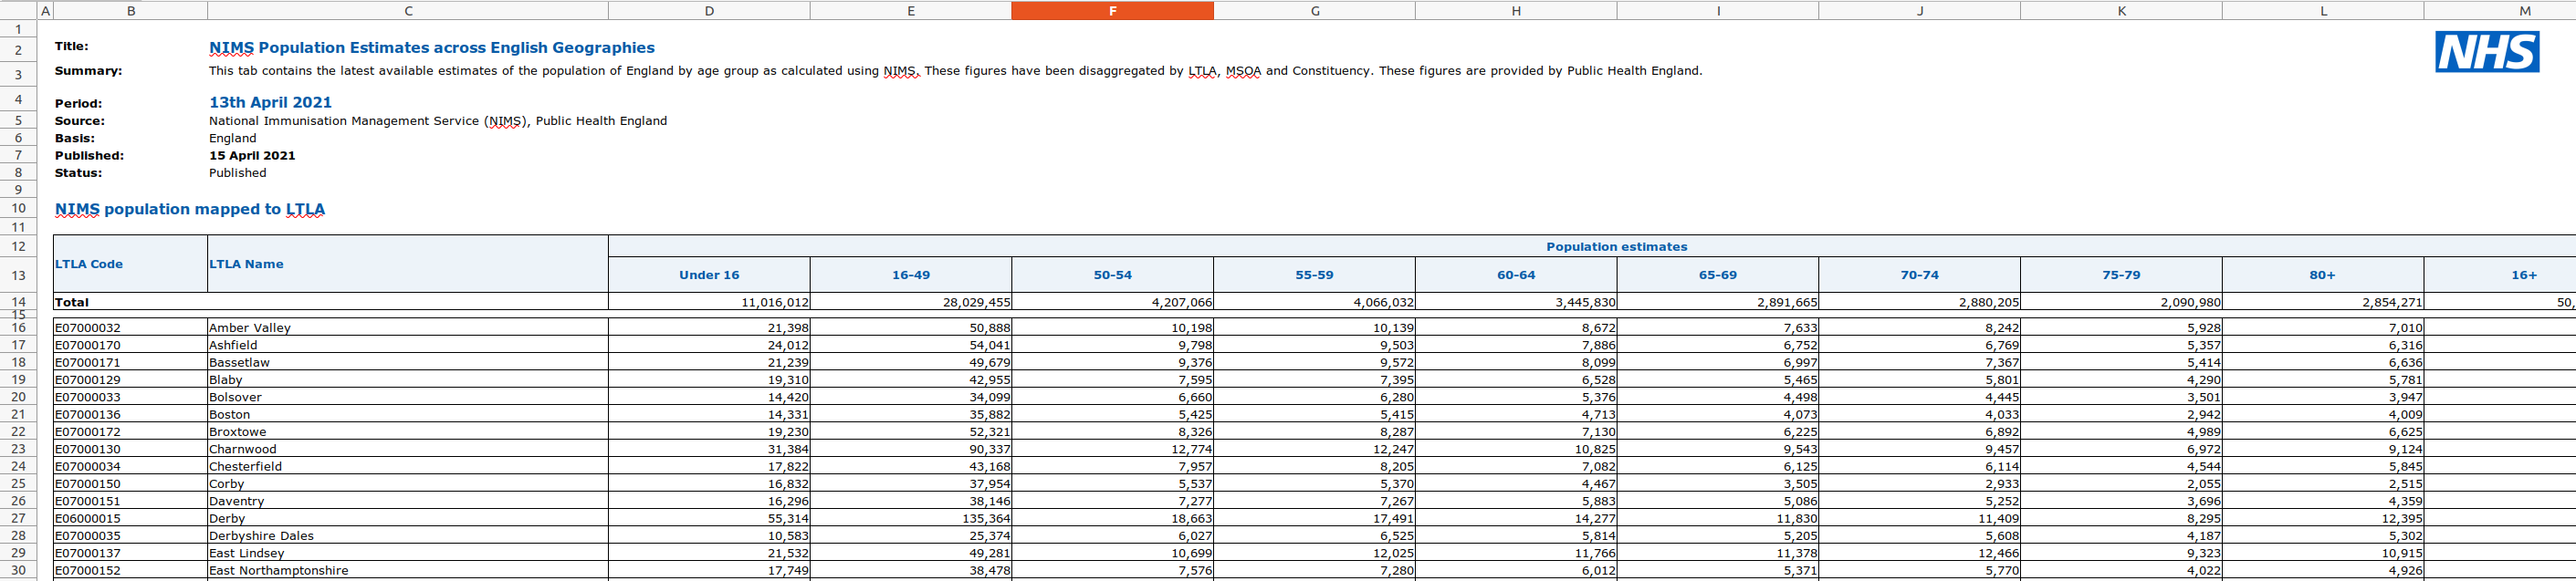 A B C D E F G H I J K L M
1
2 Title: NIMS Population Estimates across English Geographies NHS
3 Summary: This tab contains the latest available estimates of the population of England by age group as calculated using NIMS. These figures have been disaggregated by LTLA, MSOA and Constituency. These figures are provided by Public Health England.
4 Period: 13th April 2021
5 Source: National Immunisation Management Service (NIMS), Public Health England
6 Basis: England
7 Published: 15 April 2021
8 Status: Published
9
10 NIMS population mapped to LTLA
11
12 Population estimates
LTLA Code LTLA Name
13 Under 16 16-49 50-54 55-59 60-64 65-69 70-74 75-79 80+ 16+
14 Total 11,016,012 28,029,455 4,207,066 4,066,032 3,445,830 2,891,665 2,880,205 2,090,980 2,854,271 50,
15
16 E07000032 Amber Valley 21,398 50,888 10,198 10,139 8,672 7,633 8,242 5,928 7,010
17 E07000170 Ashfield 24,012 54,041 9,798 9,503 7,886 6,752 6,769 5,357 6,316
18 E07000171 Bassetlaw 21,239 49,679 9,376 9,572 8,099 6,997 7,367 5,414 6,636
19 E07000129 Blaby 19,310 42,955 7,595 7,395 6,528 5,465 5,801 4,290 5,781
20 E07000033 Bolsover 14,420 34,099 6,660 6,280 5,376 4,498 4,445 3,501 3,947
21 E07000136 Boston 14,331 35,882 5,425 5,415 4,713 4,073 4,033 2,942 4,009
22 E07000172 Broxtowe 19,230 52,321 8,326 8,287 7,130 6,225 6,892 4,989 6,625
23 E07000130 Charnwood 31,384 90,337 12,774 12,247 10,825 9,543 9,457 6,972 9,124
24 E07000034 Chesterfield 17,822 43,168 7,957 8,205 7,082 6,125 6,114 4,544 5,845
25 E07000150 Corby 16,832 37,954 5,537 5,370 4,467 3,505 2,933 2,055 2,515
26 E07000151 Daventry 16,296 38,146 7,277 7,267 5,883 5,086 5,252 3,696 4,359
27 E06000015 Derby 55,314 135,364 18,663 17,491 14,277 11,830 11,409 8,295 12,395
28 E07000035 Derbyshire Dales 10,583 25,374 6,027 6,525 5,814 5,205 5,608 4,187 5,302
29 E07000137 East Lindsey 21,532 49,281 10,699 12,025 11,766 11,378 12,466 9,323 10,915
30 E07000152 East Northamptonshire 17,749 38,478 7,576 7,280 6,012 5,371 5,770 4,022 4,926